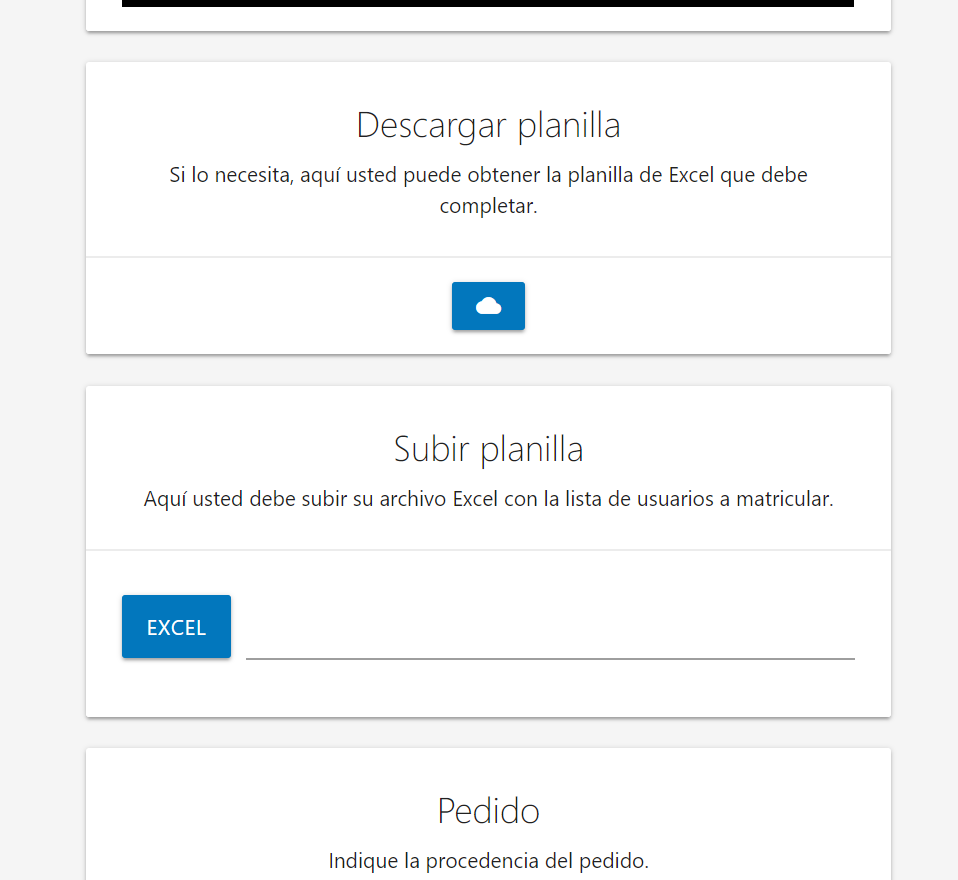 Descargar planilla
Si lo necesita, aquí usted puede obtener la planilla de Excel que debe
completar.
Subir planilla
Aquí usted debe subir su archivo Excel con la lista de usuarios a matricular.
EXCEL
Pedido
Indique la procedencia del pedido.